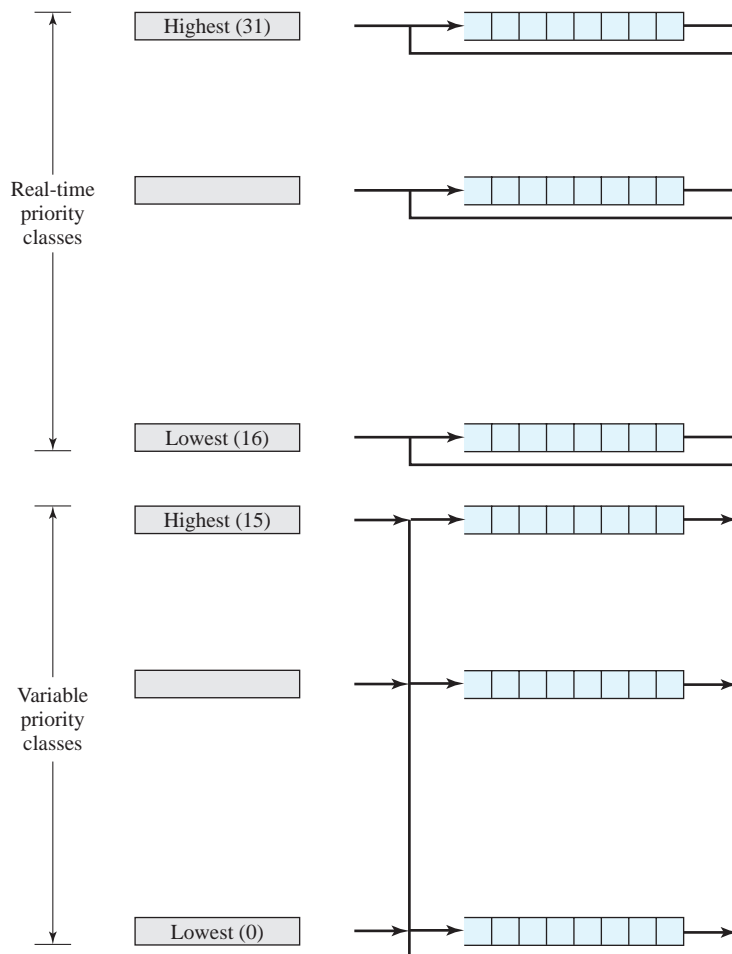 Highest (31)
Real-time
priority
classes
Lowest (16)
Highest (15)
Variable
priority
classes
Lowest (0)